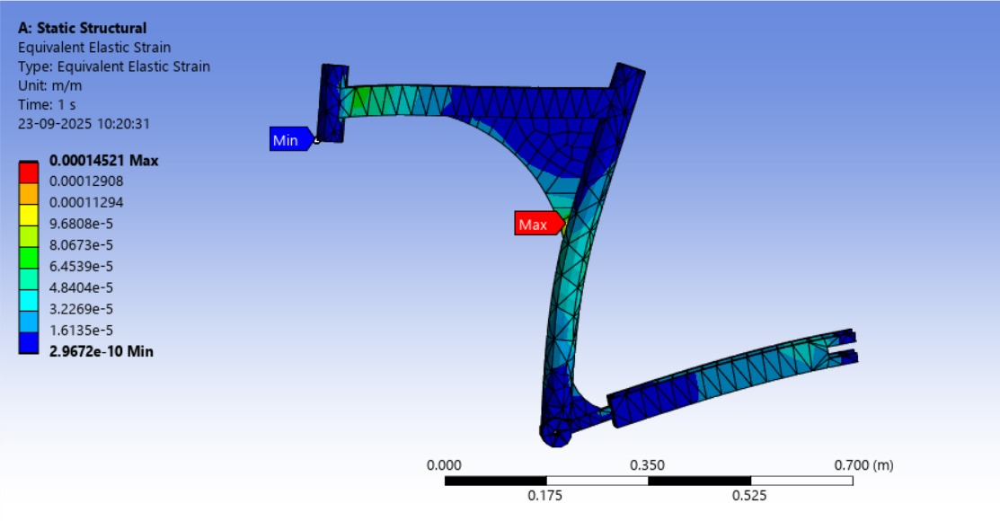 A: Static Structural
Equivalent Elastic Strain
Type: Equivalent Elastic Strain
Unit: m/m
Time: 1 s
23-09-2025 10:20:31
0.00014521 Max
0.00012908
0.00011294
9.6808e-5
8.0673e-5
6.4539e-5
4.8404e-5
3.2269e-5
1.6135e-5
2.9672e-10 Min
Min
Max
0.000 0.350 0.700 (m)
0.175 0.525